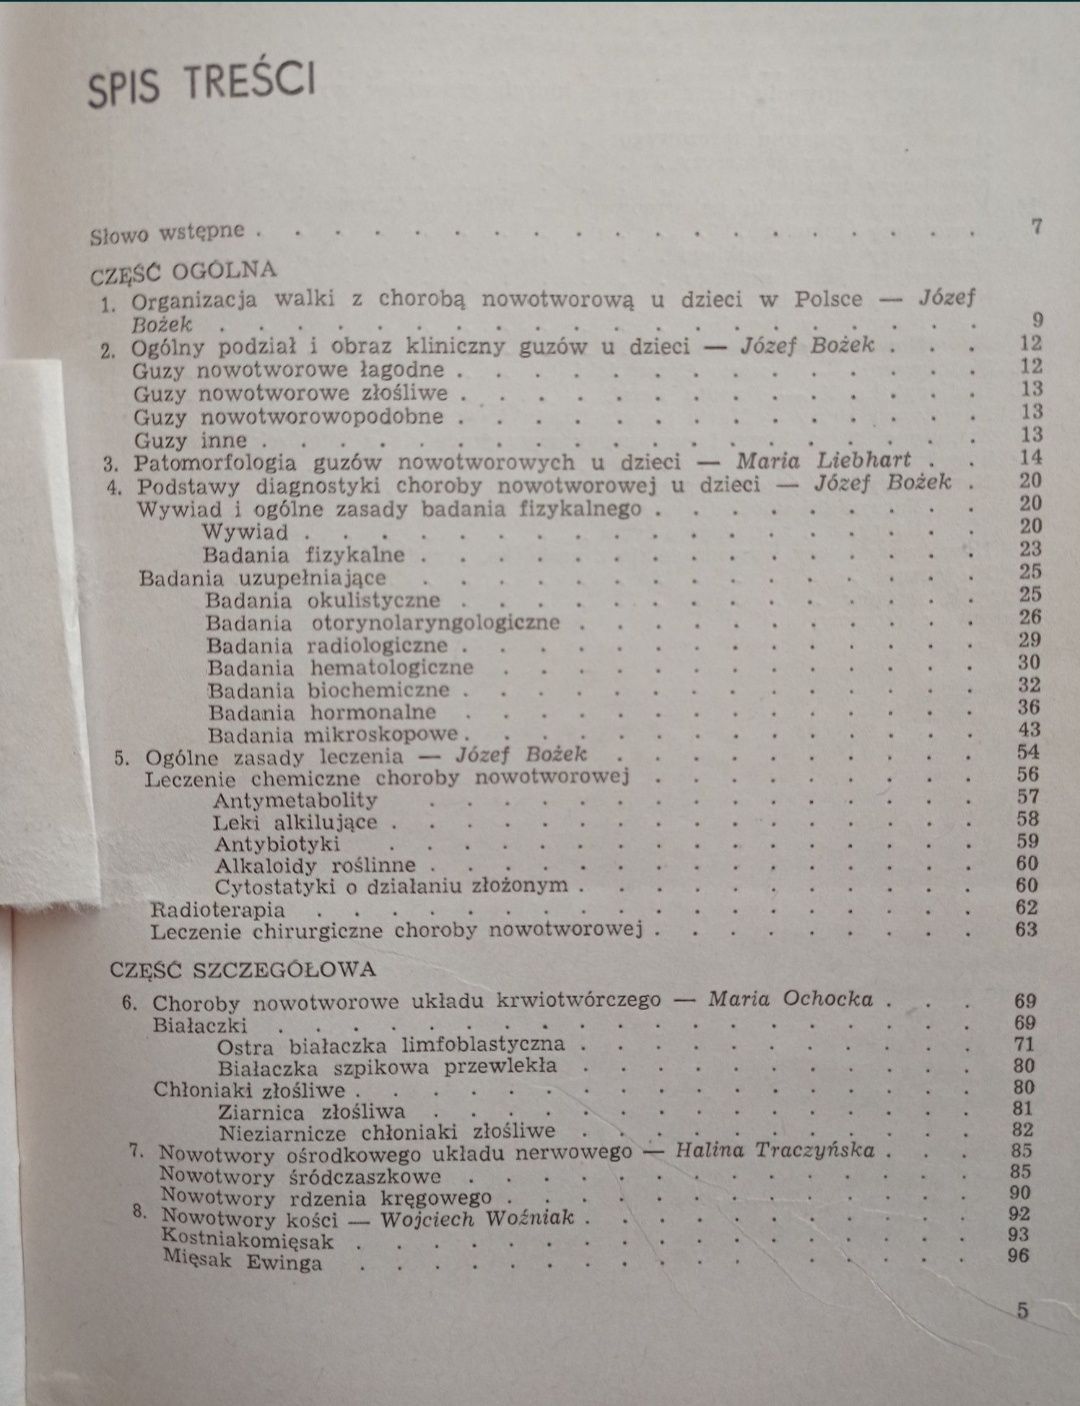 SPIS TREŚCI
Słowo wstępne . . . . . . . . . . . . . . . . . . . 7
CZĘŚĆ OGÓLNA
1. Organizacja walki z chorobą nowotworową u dzieci w Polsce — Józef
Bożek . . . . . . . . . . . . . . . . . . . . 9
2. Ogólny podział i obraz kliniczny guzów u dzieci — Józef Bożek . . . 12
Guzy nowotworowe łagodne . . . . . . . . . . . . . . 12
Guzy nowotworowe złośliwe . . . . . . . . . . . . . . 13
Guzy nowotworowopodobne . . . . . . . . . . . . . . 13
Guzy inne . . . . . . . . . . . . . . . . . . . 13
3. Patomorfologia guzów nowotworowych u dzieci — Maria Liebhart . . 14
4. Podstawy diagnostyki choroby nowotworowej u dzieci — Józef Bożek . 20
Wywiad i ogólne zasady badania fizykalnego . . . . . . . . . 20
Wywiad . . . . . . . . . . . . . . . . . . 20
Badania fizykalne . . . . . . . . . . . . . . . 23
Badania uzupełniające . . . . . . . . . . . . . . . 25
Badania okulistyczne . . . . . . . . . . . . . . 25
Badania otorynolaryngologiczne . . . . . . . . . . . 26
Badania radiologiczne . . . . . . . . . . . . . . 29
Badania hematologiczne . . . . . . . . . . . . . 30
Badania biochemiczne . . . . . . . . . . . . . . 32
Badania hormonalne . . . . . . . . . . . . . . 36
Badania mikroskopowe . . . . . . . . . . . . . . 43
5. Ogólne zasady leczenia — Józef Bożek . . . . . . . . . . 54
Leczenie chemiczne choroby nowotworowej . . . . . . . . . 56
Antymetabolity . . . . . . . . . . . . . . . 57
Leki alkilujące . . . . . . . . . . . . . . . . 58
Antybiotyki . . . . . . . . . . . . . . . . 59
Alkaloidy roślinne . . . . . . . . . . . . . . . 60
Cytostatyki o działaniu złożonym . . . . . . . . . . . 60
Radioterapia . . . . . . . . . . . . . . . . . . 62
Leczenie chirurgiczne choroby nowotworowej . . . . . . . . . 63
CZĘŚĆ SZCZEGÓŁOWA
6. Choroby nowotworowe układu krwiotwórczego — Maria Ochocka . . . 69
Białaczki . . . . . . . . . . . . . . . . . . . 69
Ostra białaczka limfoblastyczna . . . . . . . . . . . 71
Białaczka szpikowa przewlekła . . . . . . . . . . . 80
Chłoniaki złośliwe . . . . . . . . . . . . . . . . . 80
Ziarnica złośliwa . . . . . . . . . . . . . . . 81
Nieziarnicze chłoniaki złośliwe . . . . . . . . . . . 82
7. Nowotwory ośrodkowego układu nerwowego — Halina Traczyńska . . . 85
Nowotwory śródczaszkowe . . . . . . . . . . . . . . 85
Nowotwory rdzenia kręgowego . . . . . . . . . . . . . 90
8. Nowotwory kości — Wojciech Woźniak . . . . . . . . . . . 92
Kostniakomięsak . . . . . . . . . . . . . . . . . 93
Mięsak Ewinga . . . . . . . . . . . . . . . . . 96
5